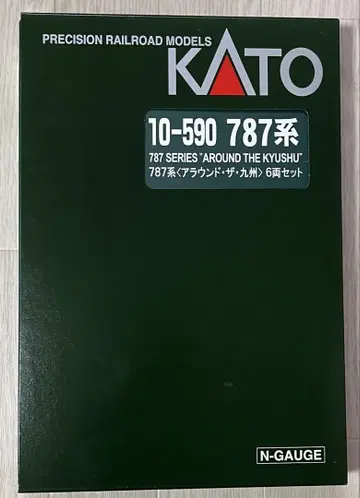 PRECISION RAILROAD MODELS
KATO
10-590 787系
787 SERIES "AROUND THE KYUSHU"
787系〈アラウンド・ザ・九州〉6両セット
N-GAUGE